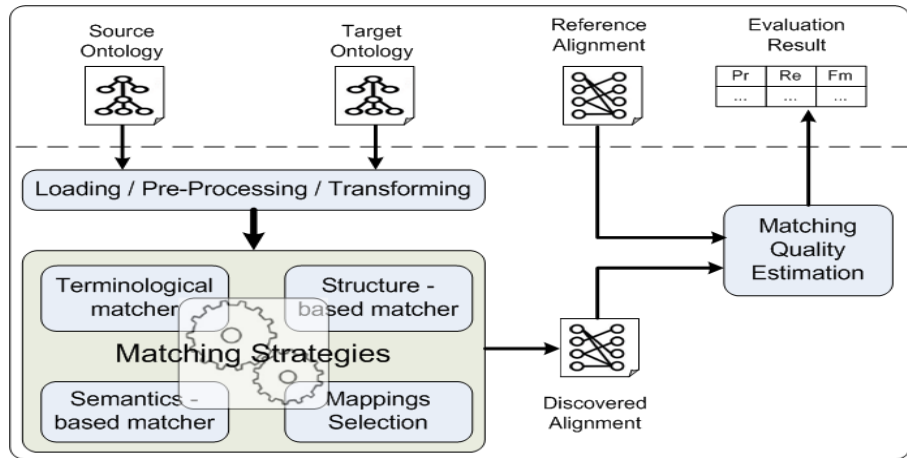 Source
Ontology
Target
Ontology
Reference
Alignment
Evaluation
Result
Pr Re Fm
... ... ...
Loading / Pre-Processing / Transforming
Terminological
matcher
Structure -
based matcher
Matching Strategies
Semantics -
based matcher
Mappings
Selection
Discovered
Alignment
Matching
Quality
Estimation